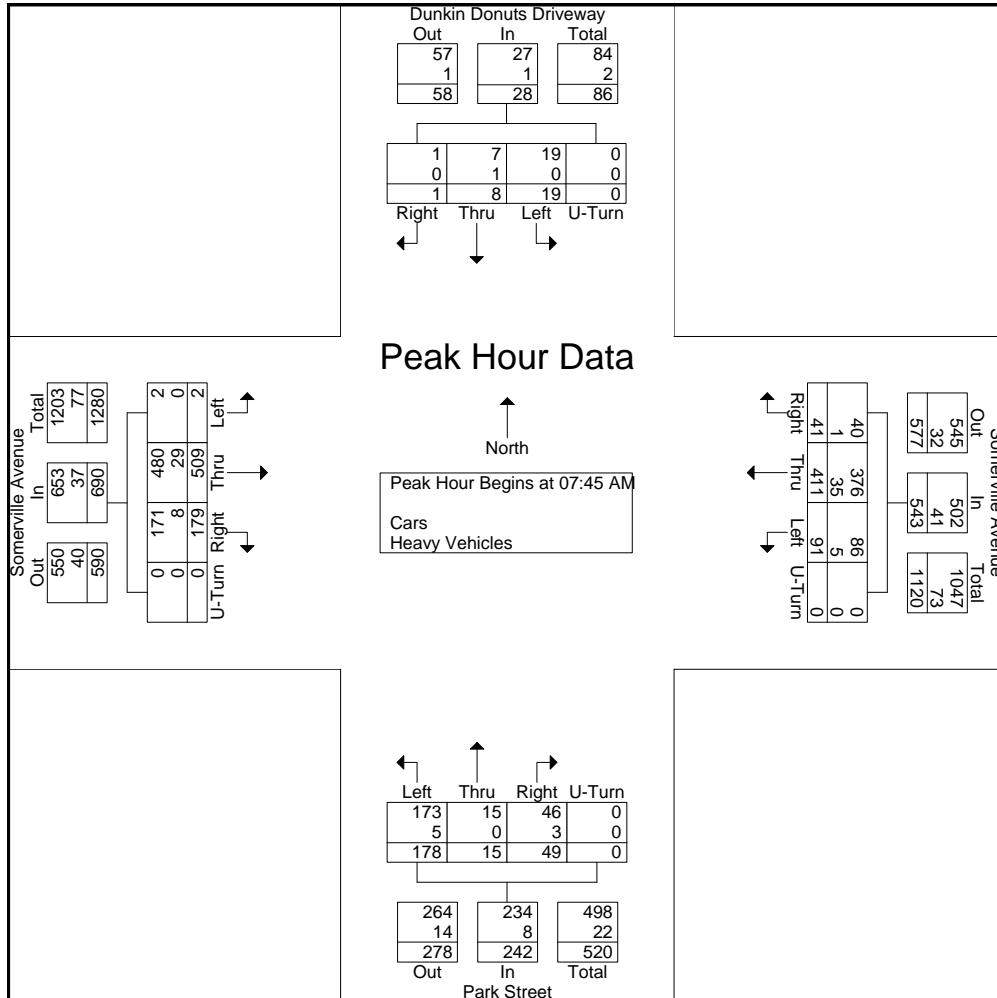 Dunkin Donuts Driveway
Out In Total
57 27 84
1 1 2
58 28 86
1 7 19 0
0 1 0 0
1 8 19 0
Right Thru Left U-Turn
Peak Hour Data
North
Peak Hour Begins at 07:45 AM
Cars
Heavy Vehicles
Somerville Avenue
Out In Total
550 653 1203
40 37 77
590 690 1280
U-Turn Right Thru Left
0 171 480 2
0 8 29 0
0 179 509 2
Somerville Avenue
Out In Total
545 502 1047
32 41 73
577 543 1120
40 376 86 0
1 35 5 0
41 411 91 0
Right Thru Left U-Turn
Left Thru Right U-Turn
173 15 46 0
5 0 3 0
178 15 49 0
264 234 498
14 8 22
278 242 520
Out In Total
Park Street